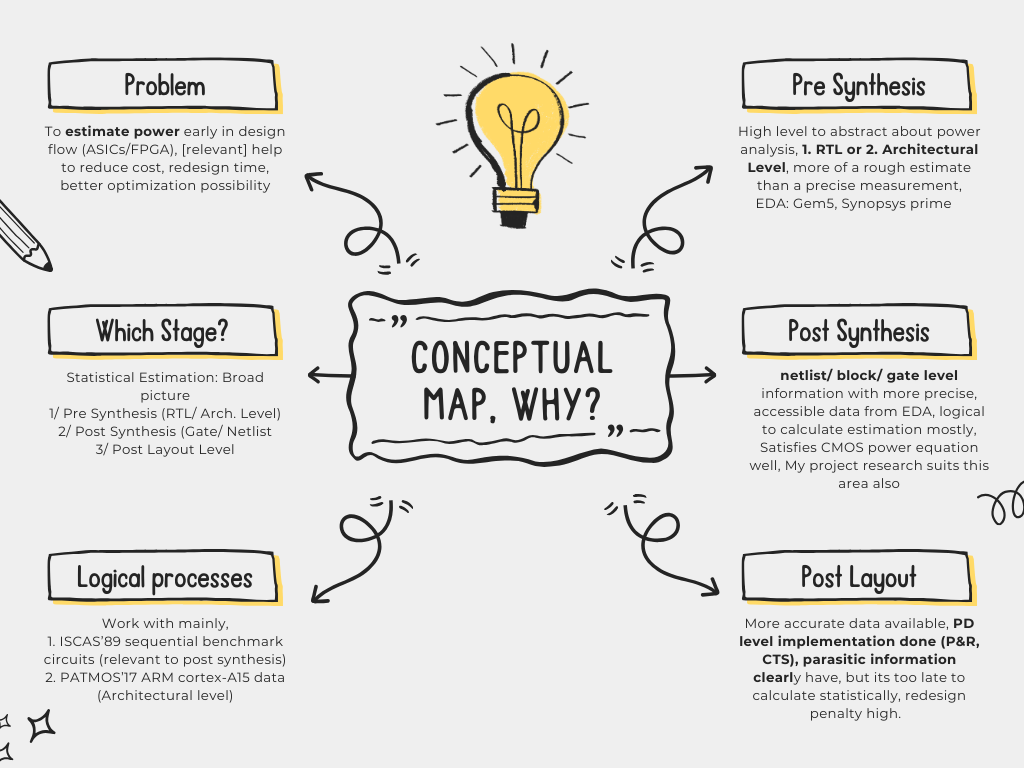 Problem
To estimate power early in design
flow (ASICs/FPGA), [relevant] help
to reduce cost, redesign time,
better optimization possibility
Pre Synthesis
High level to abstract about power
analysis, 1. RTL or 2. Architectural
Level, more of a rough estimate
than a precise measurement,
EDA: Gem5, Synopsys prime
Which Stage?
Statistical Estimation: Broad
picture
1/ Pre Synthesis (RTL/ Arch. Level)
2/ Post Synthesis (Gate/ Netlist
3/ Post Layout Level
,,
CONCEPTUAL
MAP, WHY?
,,
Post Synthesis
netlist/ block/ gate level
information with more precise,
accessible data from EDA, logical
to calculate estimation mostly,
Satisfies CMOS power equation
well, My project research suits this
area also
Logical processes
Work with mainly,
1. ISCAS’89 sequential benchmark
circuits (relevant to post synthesis)
2. PATMOS’17 ARM cortex-A15 data
(Architectural level)
Post Layout
More accurate data available, PD
level implementation done (P&R,
CTS), parasitic information
clearly have, but its too late to
calculate statistically, redesign
penalty high.